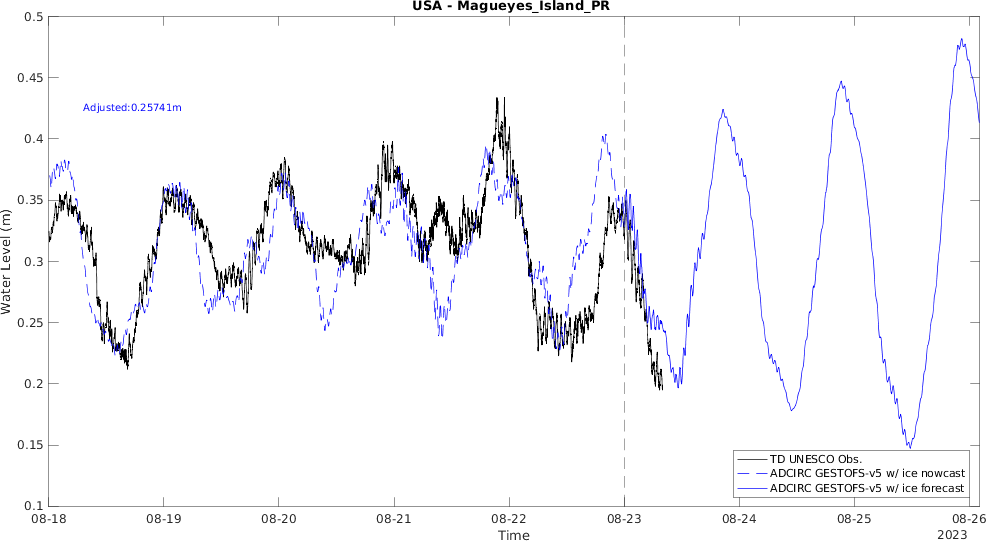 USA - Magueyes_Island_PR
0.5
0.45
0.4
0.35
0.3
0.25
0.2
0.15
0.1
Water Level (m)
Adjusted:0.25741m
TD UNESCO Obs.
ADCIRC GESTOFS-v5 w/ ice nowcast
ADCIRC GESTOFS-v5 w/ ice forecast
08-18 08-19 08-20 08-21 08-22 08-23 08-24 08-25 08-26
Time
2023